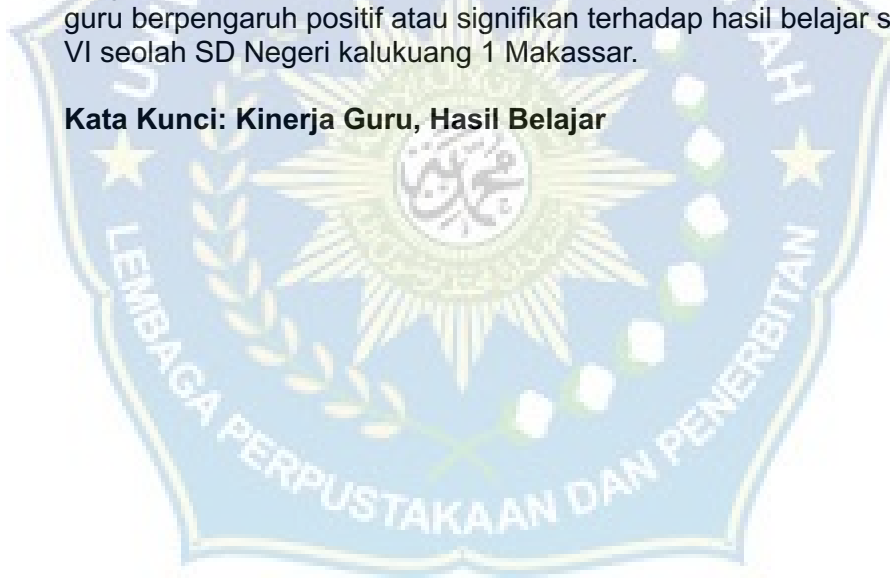 guru berpengaruh positif atau signifikan terhadap hasil belajar s
VI seolah SD Negeri kalukuang 1 Makassar.
Kata Kunci: Kinerja Guru, Hasil Belajar
LEMBAGA PERPUSTAKAAN DAN PENERBITAN